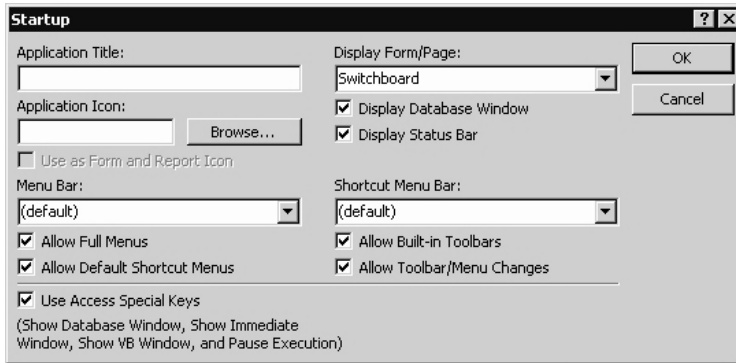 Startup
Application Title:
Display Form/Page:
OK
Switchboard
Cancel
Application Icon:
Display Database Window
Browse...
Display Status Bar
Use as Form and Report Icon
Menu Bar:
Shortcut Menu Bar:
(default)
(default)
Allow Full Menus
Allow Built-in Toolbars
Allow Default Shortcut Menus
Allow Toolbar/Menu Changes
Use Access Special Keys
(Show Database Window, Show Immediate
Window, Show VB Window, and Pause Execution)